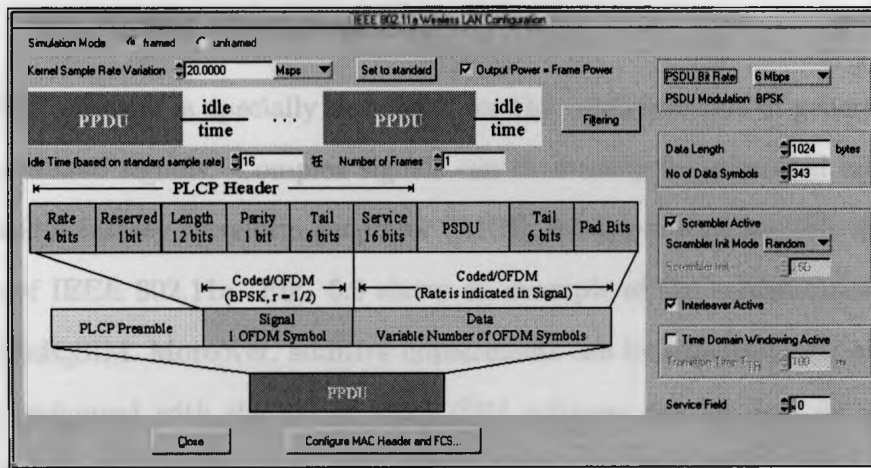 IEEE 802.11a Wireless LAN Configuration
Simulation Mode framed unframed
Kernel Sample Rate Variation 20.0000 Msps Set to standard Output Power = Frame Power
PSDU Bit Rate 6 Mbps
PSDU Modulation BPSK
PPDU idle time ... PPDU idle time
Filtering
Idle Time [based on standard sample rate] 16 Number of Frames 1
Data Length 1024 bytes
No of Data Symbols 343
PLCP Header
Rate 4 bits Reserved 1bit Length 12 bits Parity 1 bit Tail 6 bits Service 16 bits PSDU Tail 6 bits Pad Bits
Scrambler Active
Scrambler Init Mode Random
Coded/OFDM
(BPSK, r = 1/2)
Coded/OFDM
(Rate is indicated in Signal)
Interleaver Active
PLCP Preamble
Signal
1 OFDM Symbol
Data
Variable Number of OFDM Symbols
Time Domain Windowing Active
Transition Time T 100
PPDU
Service Field 0
Close Configure MAC Header and FCS...